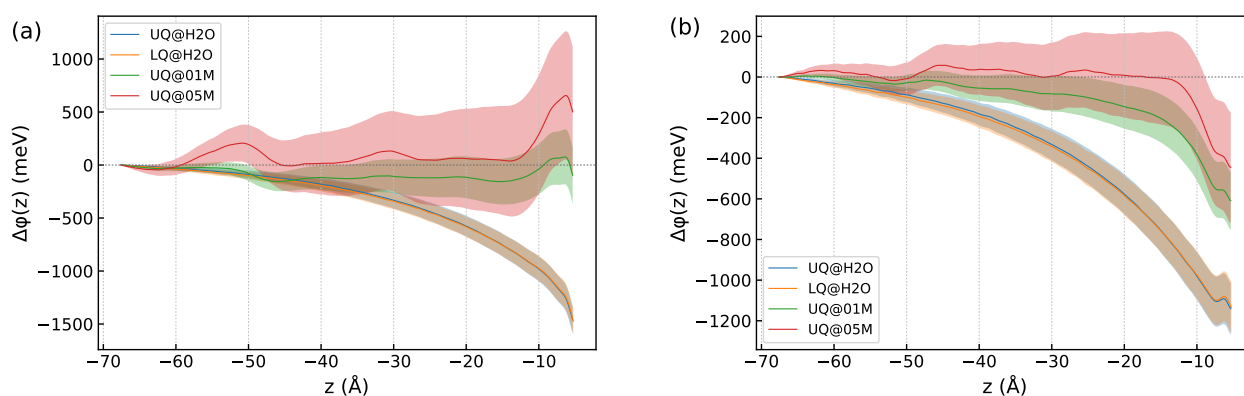 (a)
1000
500
0
−500
−1000
−1500
Δφ(z) (meV)
UQ@H2O
LQ@H2O
UQ@01M
UQ@05M
−70 −60 −50 −40 −30 −20 −10
z (Å)
(b)
200
0
−200
−400
−600
−800
−1000
−1200
Δφ(z) (meV)
UQ@H2O
LQ@H2O
UQ@01M
UQ@05M
−80 −70 −60 −50 −40 −30 −20 −10
z (Å)